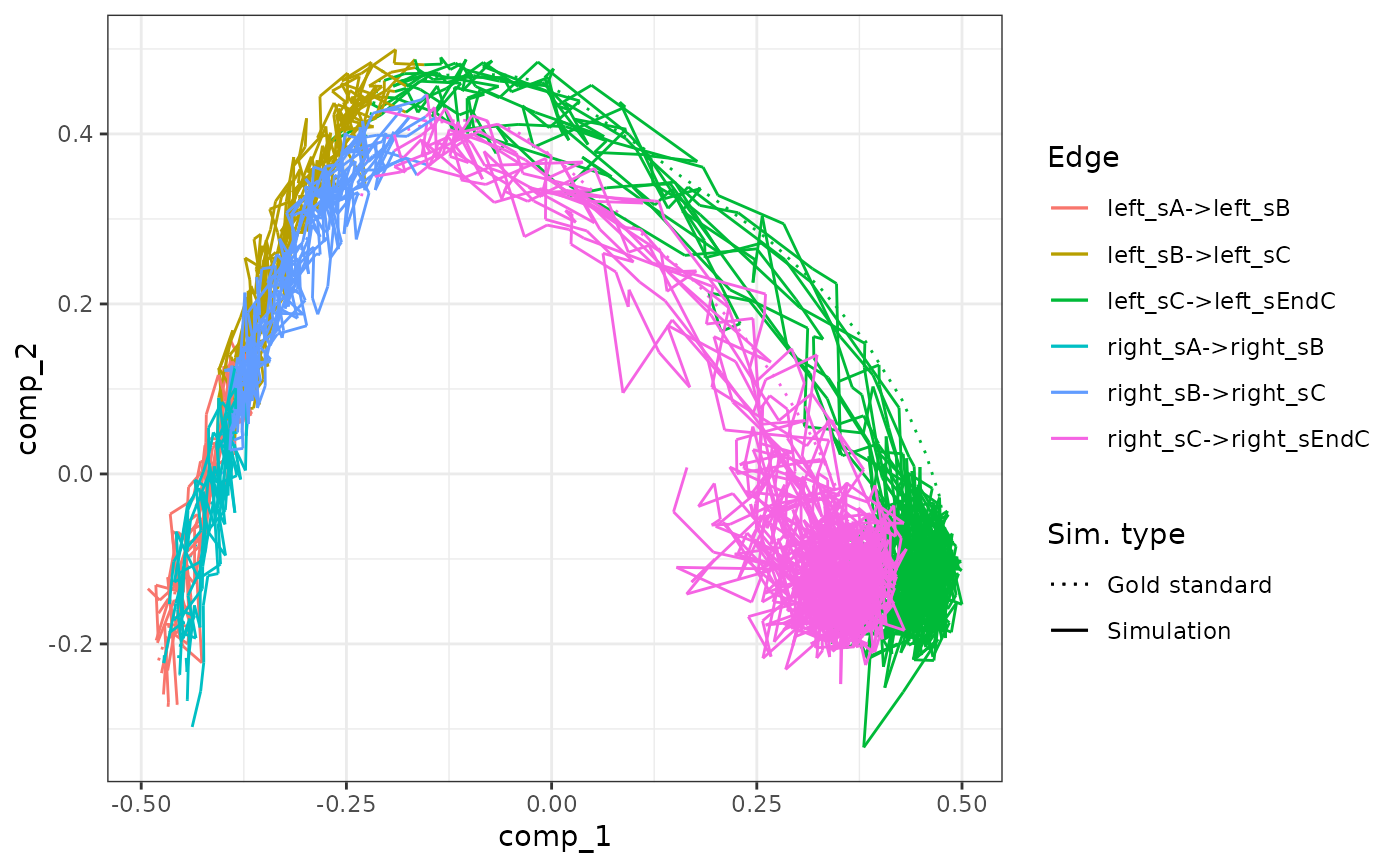 0.4
0.2
0.0
-0.2
comp_2
-0.50
-0.25
0.00
0.25
0.50
comp_1
Edge
left_sA->left_sB
left_sB->left_sC
left_sC->left_sEndC
right_sA->right_sB
right_sB->right_sC
right_sC->right_sEndC
Sim. type
Gold standard
Simulation